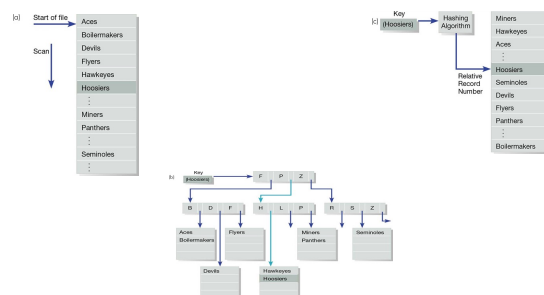 (a) Start of file
Scan
Aces
Boilermakers
Devils
Flyers
Hawkeyes
Hoosiers
⋮
Miners
Panthers
⋮
Seminoles
⋮
(c) Key
(Hoosiers)
Hashing
Algorithm
Relative
Record
Number
Miners
Hawkeyes
Aces
⋮
Hoosiers
Seminoles
Devils
Flyers
Panthers
⋮
Boilermakers
(b) Key
(Hoosiers)
F P Z
B D F H L P R S Z
Aces
Boilermakers
Flyers
Miners
Panthers
Seminoles
Devils
Hawkeyes
Hoosiers